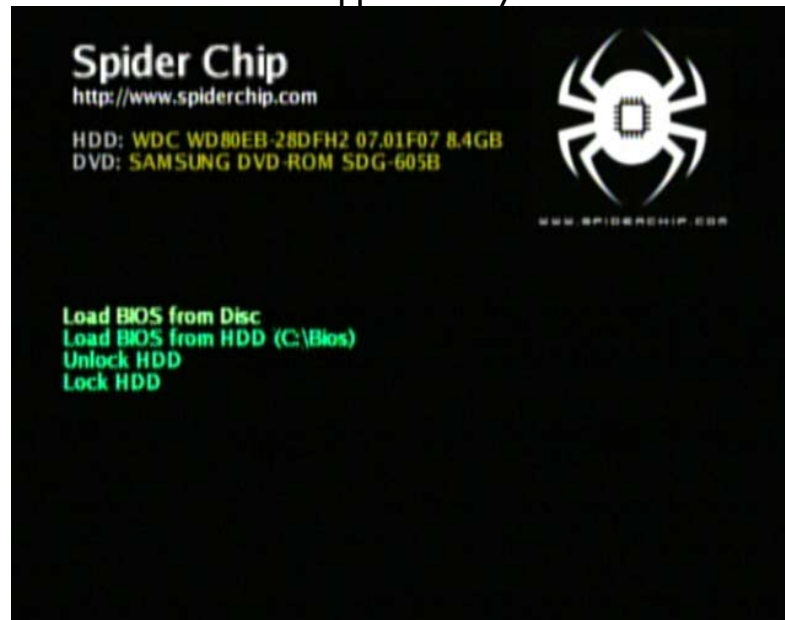 Spider Chip
http://www.spiderchip.com
HDD: WDC WD80EB-28DFH2 07.01F07 8.4GB
DVD: SAMSUNG DVD-ROM SDG-605B
WWW.SPIDERCHIP.COM
Load BIOS from Disc
Load BIOS from HDD (C:\Bios)
Unlock HDD
Lock HDD